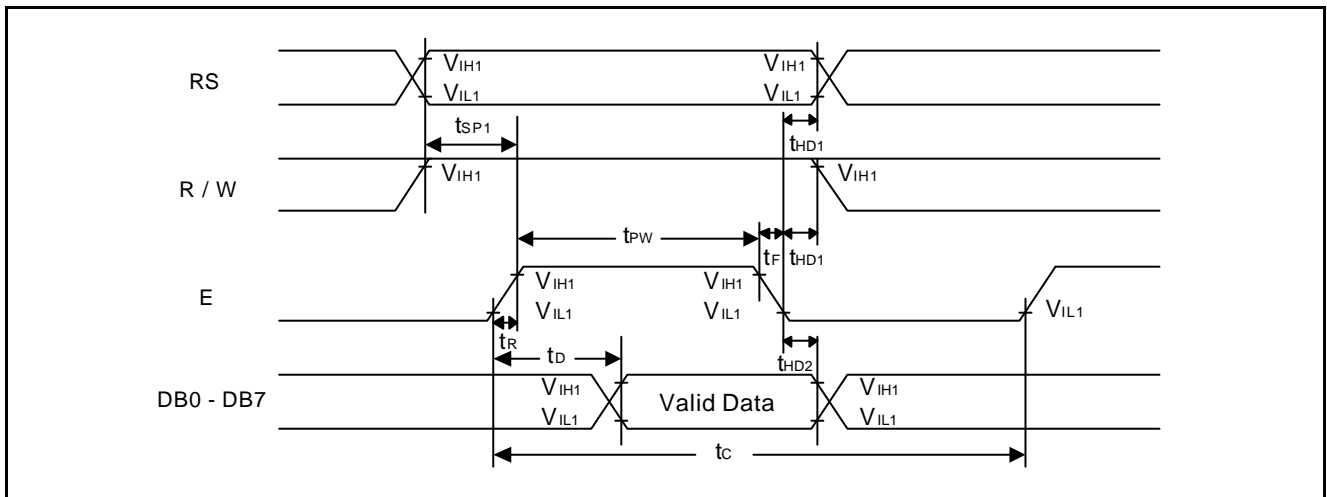 RS
VIH1
VIL1
VIH1
VIL1
tSP1
tHD1
R / W
VIH1
VIH1
tPW
tF
tHD1
E
VIH1
VIL1
VIH1
VIL1
VIL1
tR
tD
tHD2
DB0 - DB7
VIH1
VIL1
Valid Data
VIH1
VIL1
tC